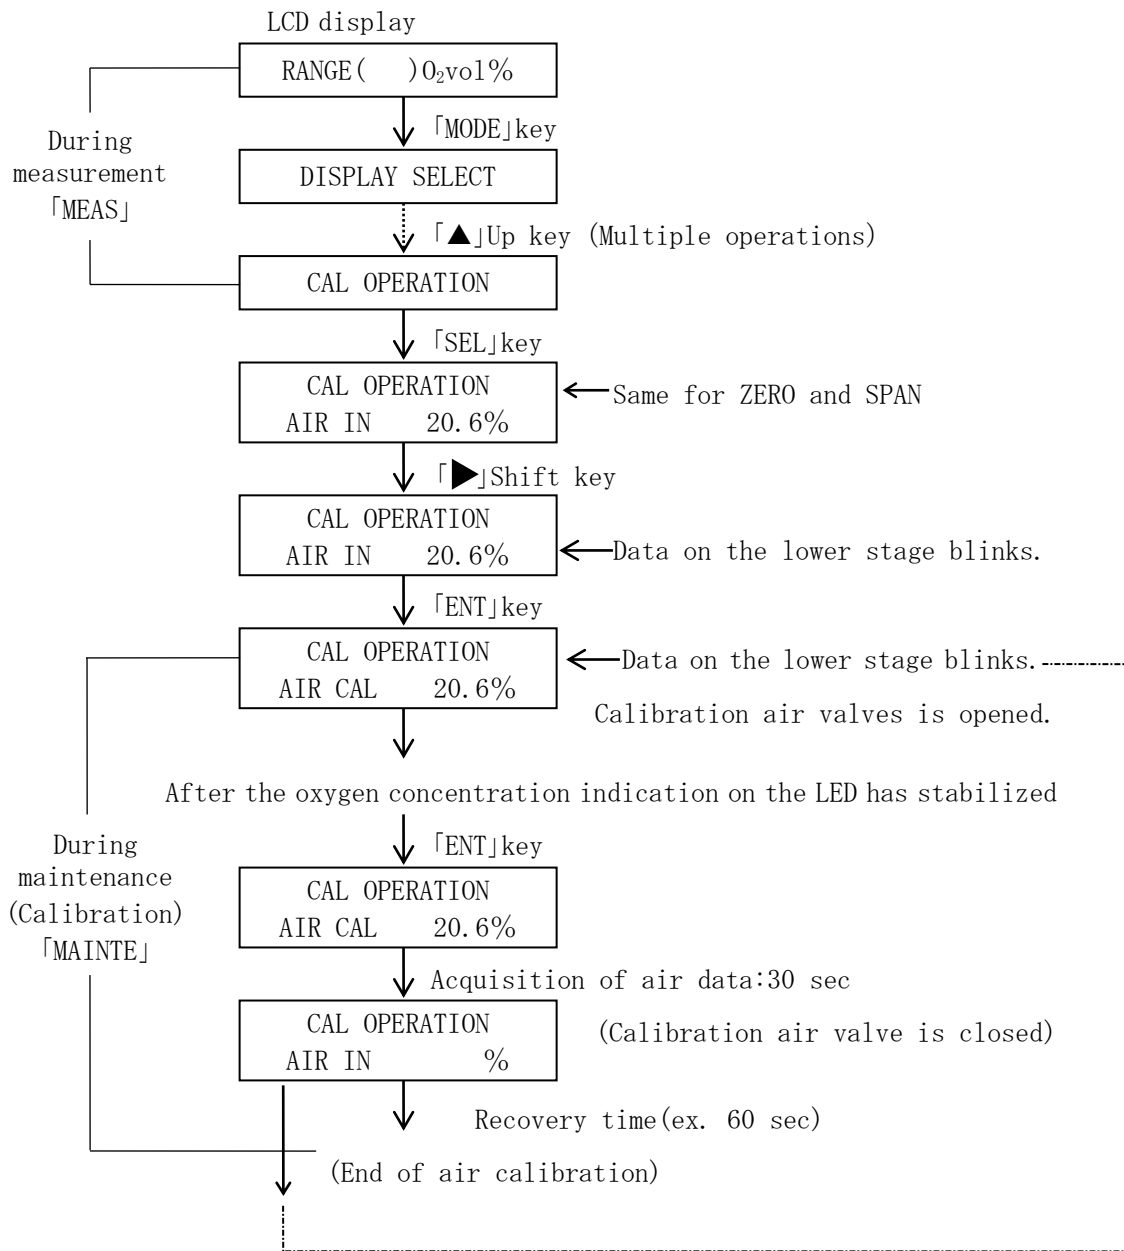 LCD display
RANGE(   )O₂vol%
「MODE」key
During
measurement
「MEAS」
DISPLAY SELECT
「▲」Up key (Multiple operations)
CAL OPERATION
「SEL」key
CAL OPERATION
AIR IN 20.6%
Same for ZERO and SPAN
「▶」Shift key
CAL OPERATION
AIR IN 20.6%
Data on the lower stage blinks.
「ENT」key
CAL OPERATION
AIR CAL 20.6%
Data on the lower stage blinks.
Calibration air valves is opened.
After the oxygen concentration indication on the LED has stabilized
「ENT」key
During
maintenance
(Calibration)
「MAINTE」
CAL OPERATION
AIR CAL 20.6%
Acquisition of air data:30 sec
CAL OPERATION
AIR IN %
(Calibration air valve is closed)
Recovery time(ex. 60 sec)
(End of air calibration)